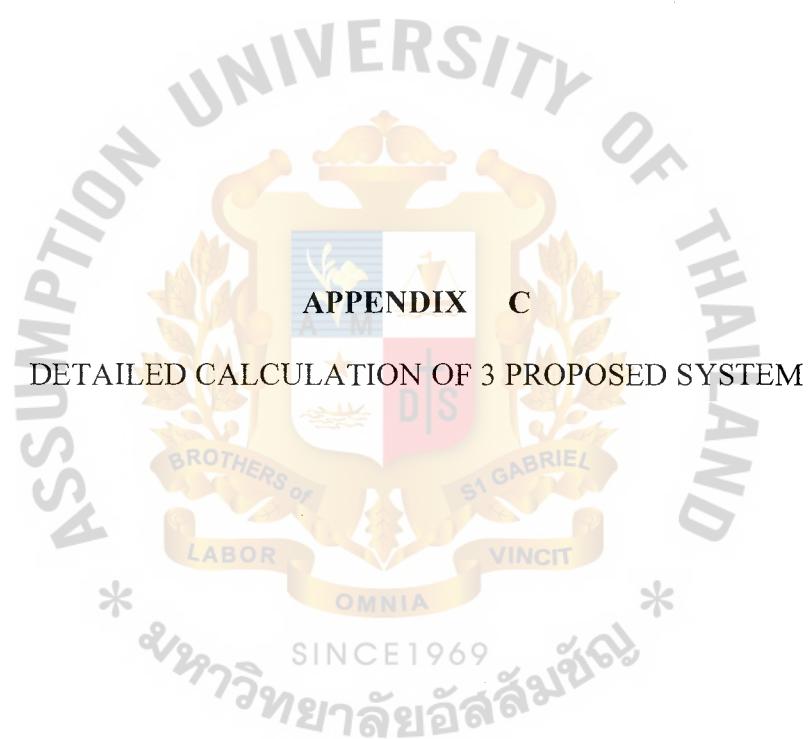 ASSUMPTION UNIVERSITY OF THAILAND
APPENDIX C
A M
DETAILED CALCULATION OF 3 PROPOSED SYSTEM
D S
BROTHERS of ST GABRIEL
LABOR OMNIA VINCIT
* SINCE1969 *
มหาวิทยาลัยอัสสัมชัญ